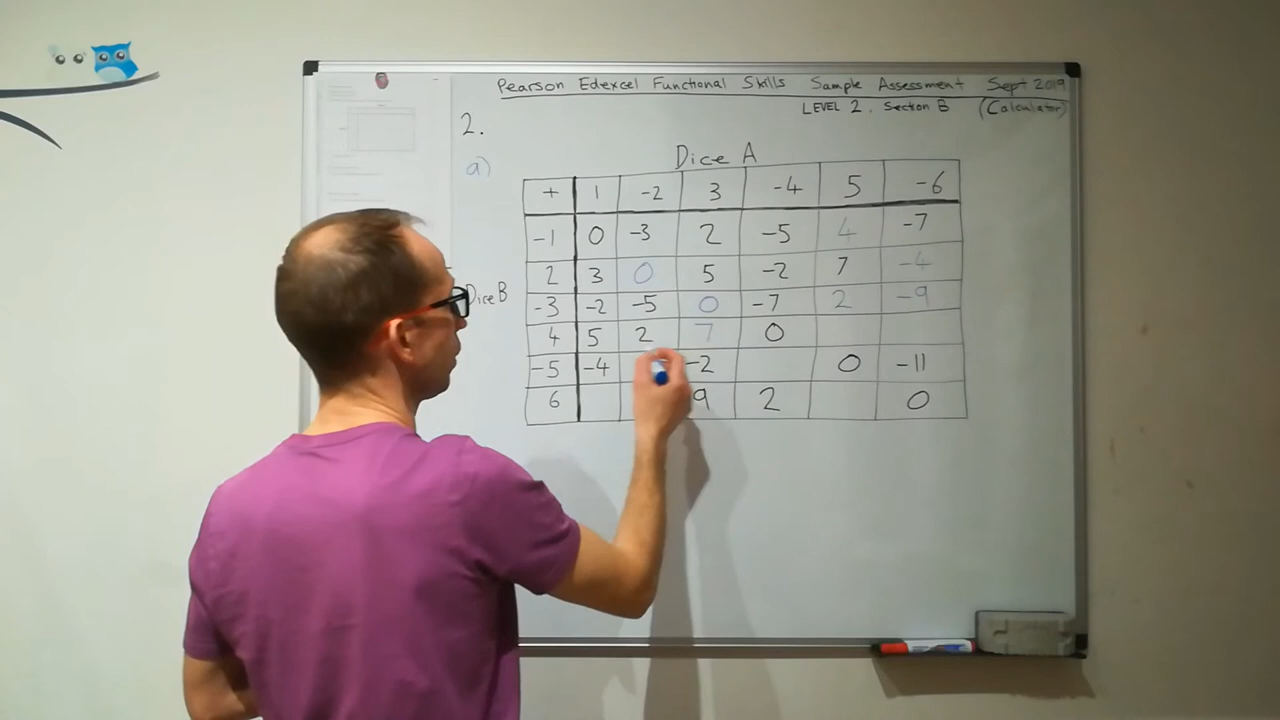 Pearson Edexcel Functional Skills Sample Assessment Sept 2019
LEVEL 2, Section B (Calculator)
2.
a)
Dice A
+ 1 -2 3 -4 5 -6
-1 0 -3 2 -5 4 -7
2 3 0 5 -2 7 -4
Dice B
-3 -2 -5 0 -7 2 -9
4 5 2 7 0
-5 -4 -2 0 -11
6 9 2 0